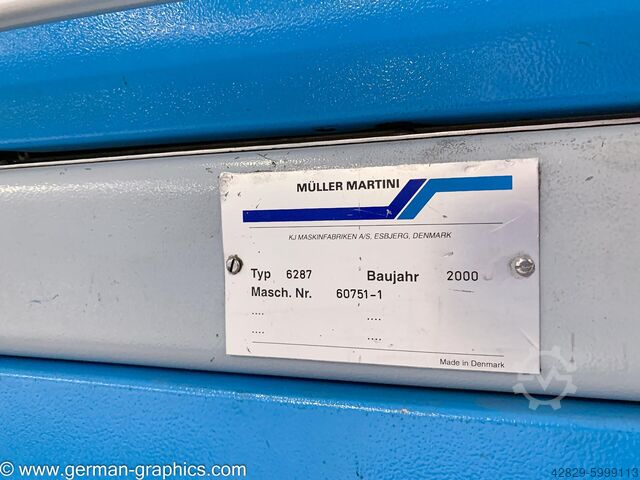 MÜLLER MARTINI
KJ MASKINFABRIKEN A/S, ESBJERG, DENMARK
Typ 6287 Baujahr 2000
Masch. Nr. 60751-1
.... ....
.... ....
Made in Denmark
© www.german-graphics.com
42829-5999113